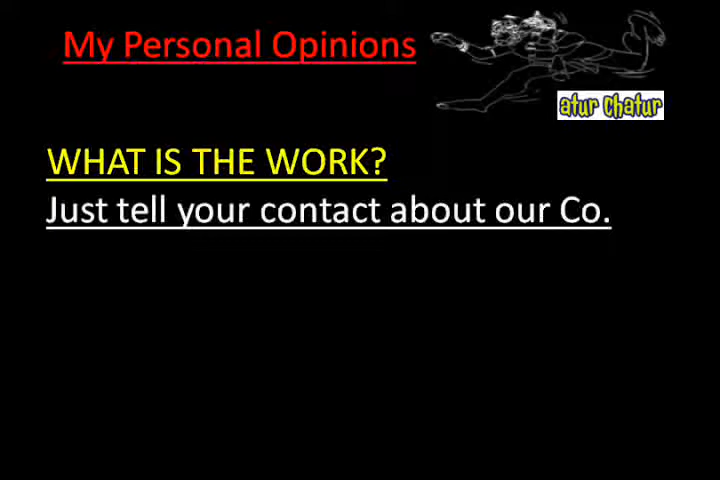 My Personal Opinions
atur Chatur
WHAT IS THE WORK?
Just tell your contact about our Co.